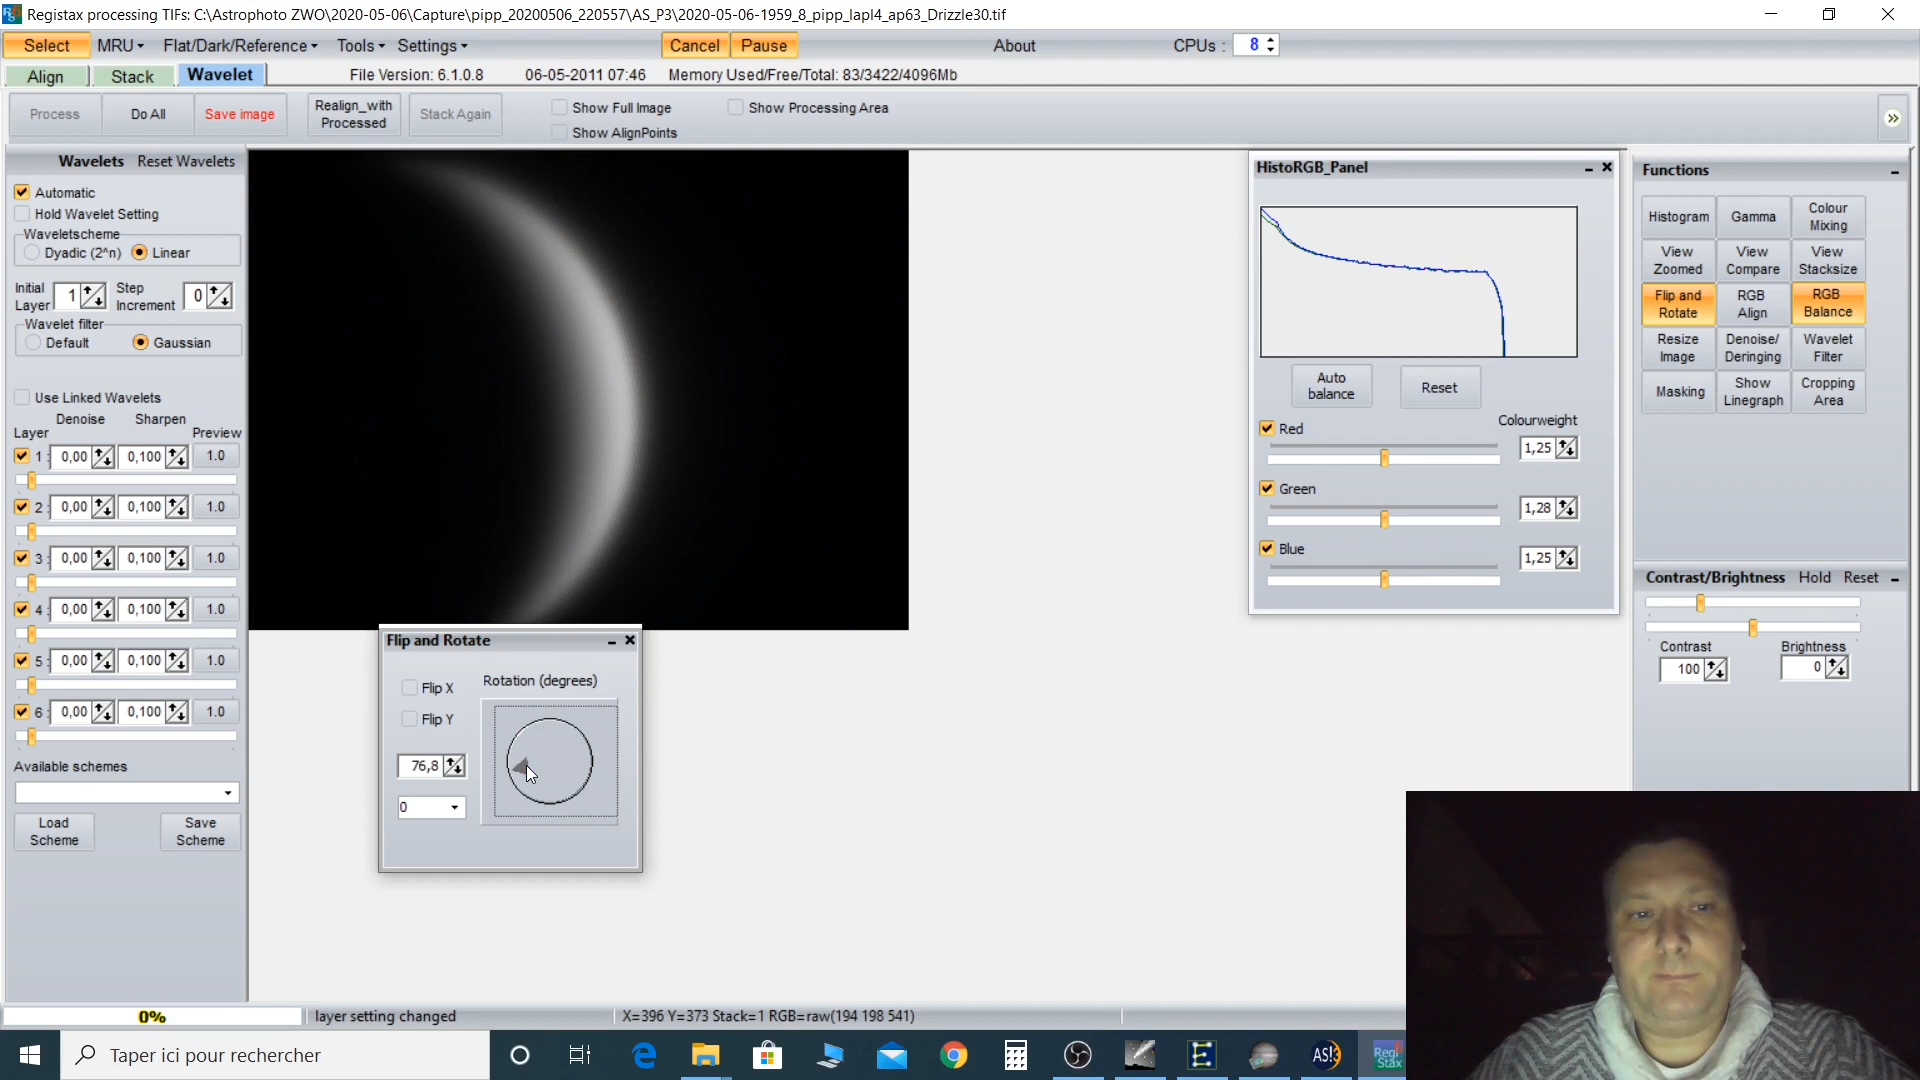 Registax processing TIFs: C:\Astrophoto ZWO\2020-05-06\Capture\pipp_20200506_220557\AS_P3\2020-05-06-1959_8_pipp_lapl4_ap63_Drizzle30.tif
Select MRU Flat/Dark/Reference Tools Settings Cancel Pause About CPUs : 8
Align Stack Wavelet File Version: 6.1.0.8 06-05-2011 07:46 Memory Used/Free/Total: 83/3422/4096Mb
Process Do All Save image Realign_with Processed Stack Again Show Full Image Show Processing Area
Show AlignPoints
Wavelets Reset Wavelets
Automatic
Hold Wavelet Setting
Waveletscheme
Dyadic (2^n) Linear
Initial Layer 1 Step Increment 0
Wavelet filter
Default Gaussian
Use Linked Wavelets
Denoise Sharpen
Layer Preview
1: 0,00 0,100 1.0
2: 0,00 0,100 1.0
3: 0,00 0,100 1.0
4: 0,00 0,100 1.0
5: 0,00 0,100 1.0
6: 0,00 0,100 1.0
Available schemes
Load Scheme Save Scheme
Flip and Rotate
Flip X Rotation (degrees)
Flip Y
76,8
0
HistoRGB_Panel
Auto balance Reset
Colourweight
Red 1,25
Green 1,28
Blue 1,25
Functions
Histogram Gamma Colour Mixing
View Zoomed View Compare View Stacksize
Flip and Rotate RGB Align RGB Balance
Resize Image Denoise/ Deringing Wavelet Filter
Masking Show Linegraph Cropping Area
Contrast/Brightness Hold Reset
Contrast Brightness
100 0
0% layer setting changed X=396 Y=373 Stack=1 RGB=raw(194 198 541)
Taper ici pour rechercher
AS!3
Regi Stax